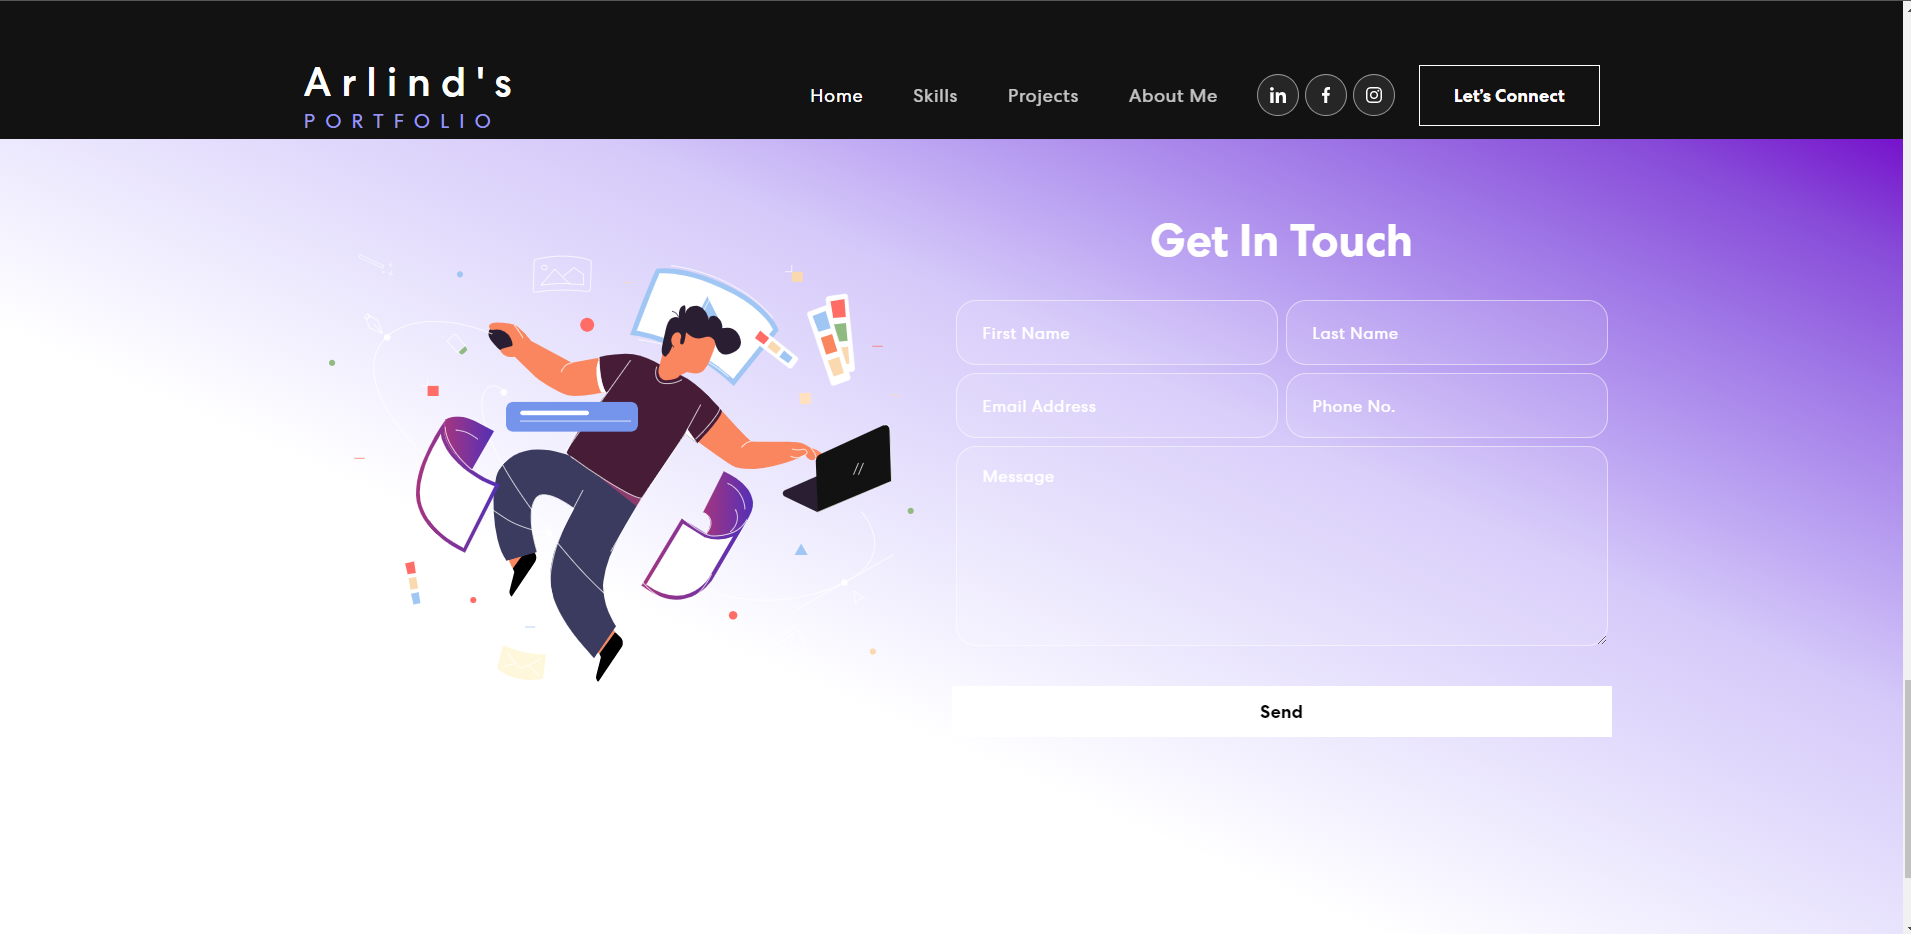 Arlind's
PORTFOLIO
Home Skills Projects About Me Let's Connect
Get In Touch
First Name Last Name
Email Address Phone No.
Message
Send